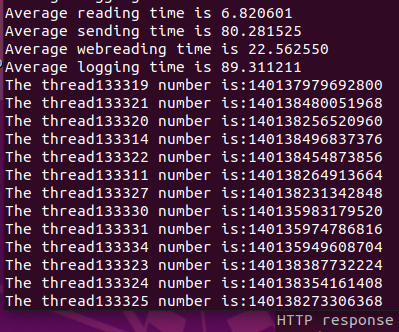 Average reading time is 6.820601
Average sending time is 80.281525
Average webreading time is 22.562550
Average logging time is 89.311211
The thread133319 number is:140137979692800
The thread133321 number is:140138480051968
The thread133320 number is:140138256520960
The thread133314 number is:140138496837376
The thread133322 number is:140138454873856
The thread133311 number is:140138264913664
The thread133327 number is:140138231342848
The thread133330 number is:140135983179520
The thread133331 number is:140135974786816
The thread133334 number is:140135949608704
The thread133323 number is:140138387732224
The thread133324 number is:140138354161408
The thread133325 number is:140138273306368
HTTP response